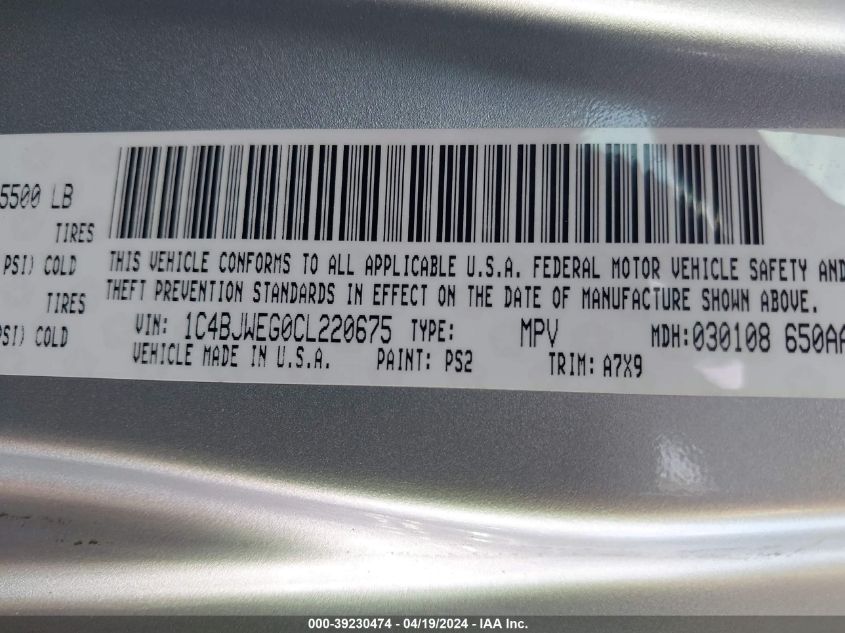 5500 LB
TIRES
PSI) COLD
TIRES
PSI) COLD
THIS VEHICLE CONFORMS TO ALL APPLICABLE U.S.A. FEDERAL MOTOR VEHICLE SAFETY AND
THEFT PREVENTION STANDARDS IN EFFECT ON THE DATE OF MANUFACTURE SHOWN ABOVE.
VIN: 1C4BJWEG0CL220675 TYPE: MPV MDH:030108 650AA
VEHICLE MADE IN U.S.A. PAINT: PS2 TRIM: A7X9
000-39230474 - 04/19/2024 - IAA Inc.